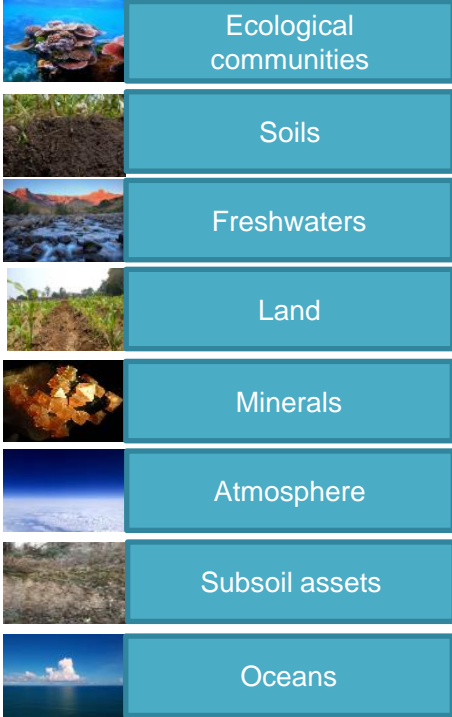 Ecological
communities
Soils
Freshwaters
Land
Minerals
Atmosphere
Subsoil assets
Oceans